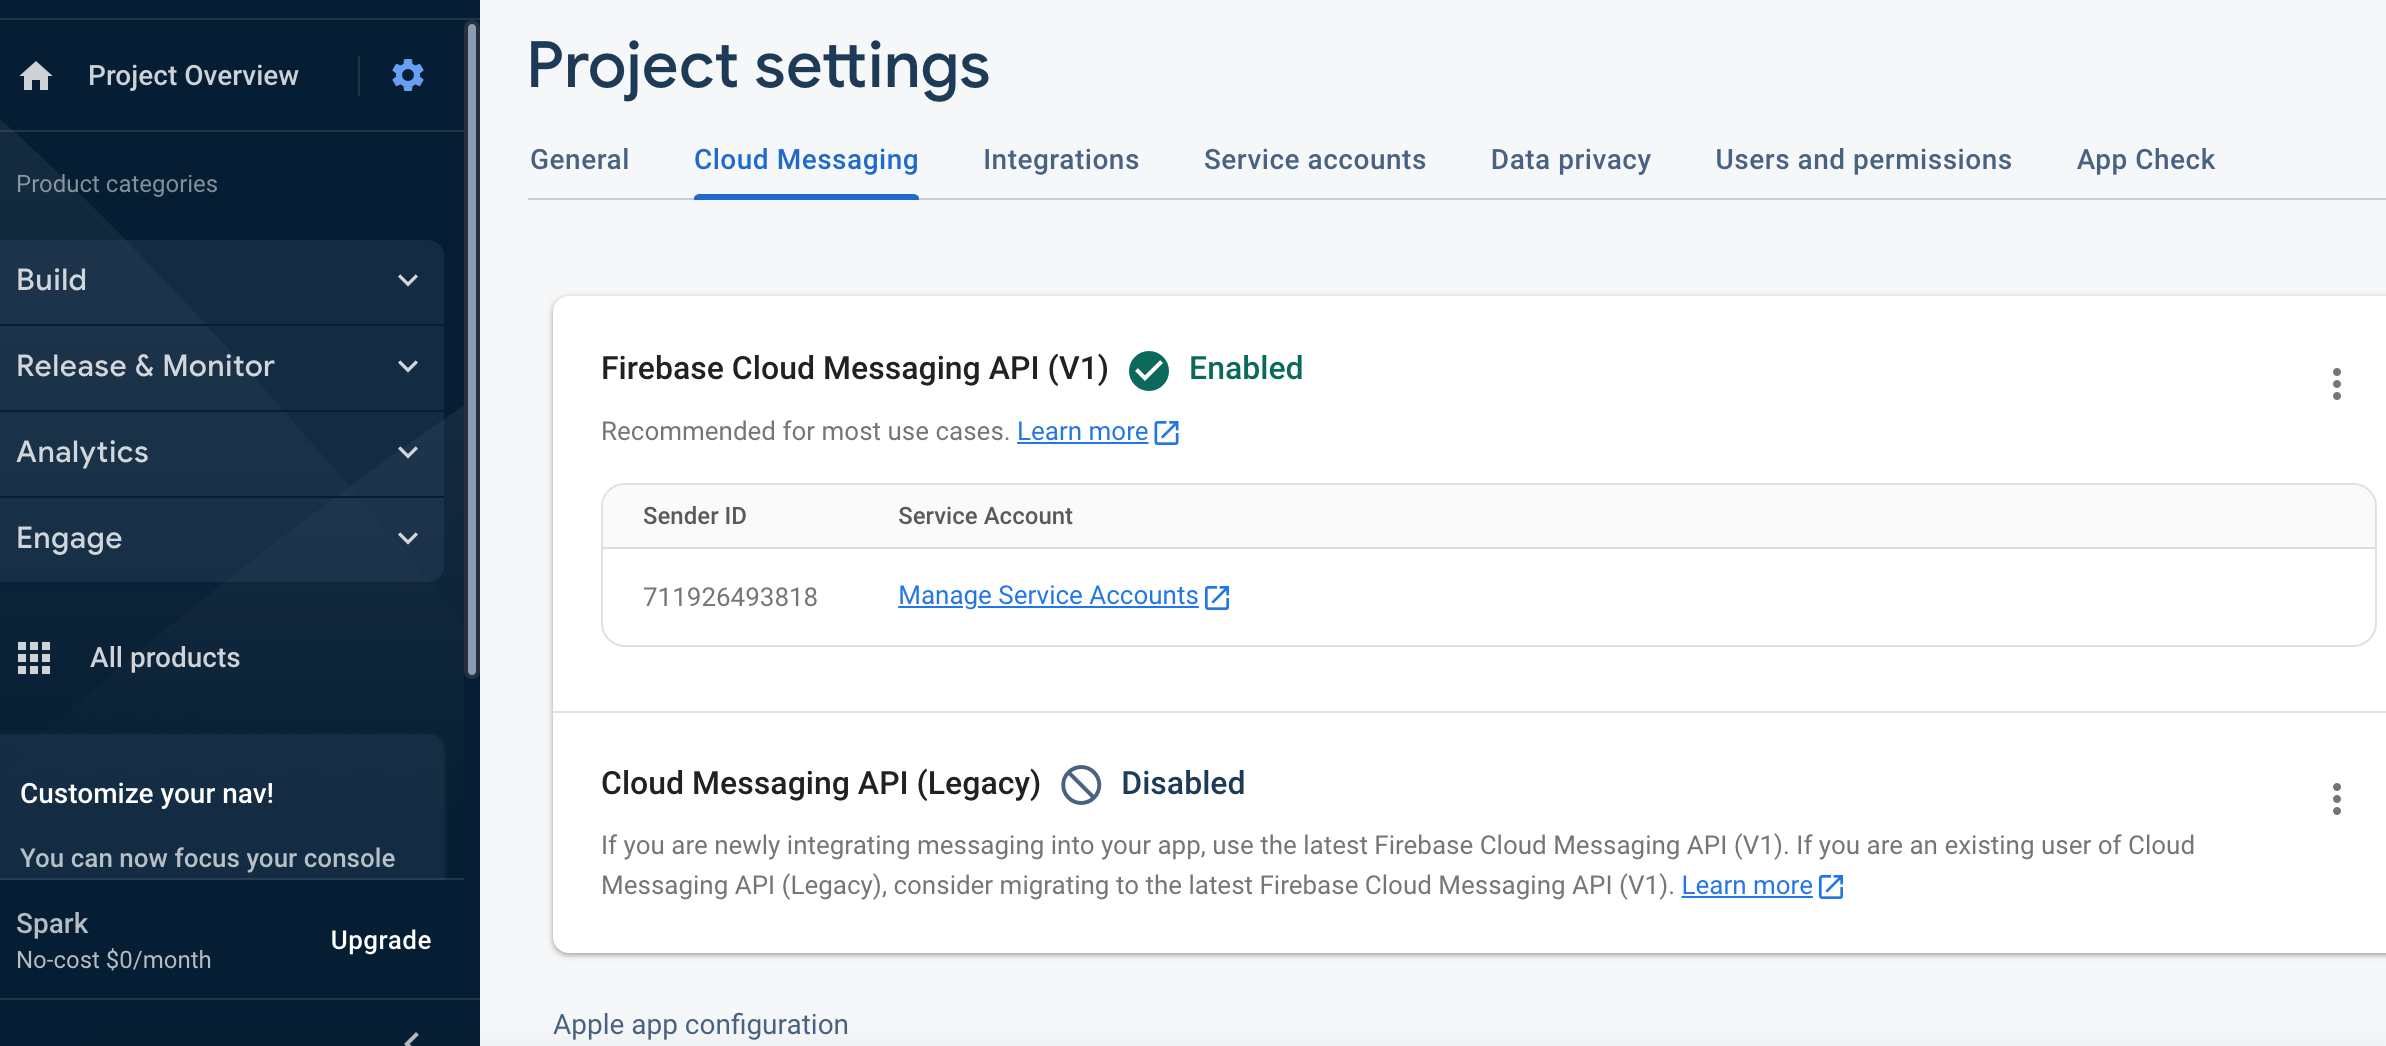 Project Overview
Product categories
Build
Release & Monitor
Analytics
Engage
All products
Customize your nav!
You can now focus your console
Spark
No-cost $0/month
Upgrade
Project settings
General
Cloud Messaging
Integrations
Service accounts
Data privacy
Users and permissions
App Check
Firebase Cloud Messaging API (V1) Enabled
Recommended for most use cases. Learn more
Sender ID Service Account
711926493818 Manage Service Accounts
Cloud Messaging API (Legacy) Disabled
If you are newly integrating messaging into your app, use the latest Firebase Cloud Messaging API (V1). If you are an existing user of Cloud
Messaging API (Legacy), consider migrating to the latest Firebase Cloud Messaging API (V1). Learn more
Apple app configuration